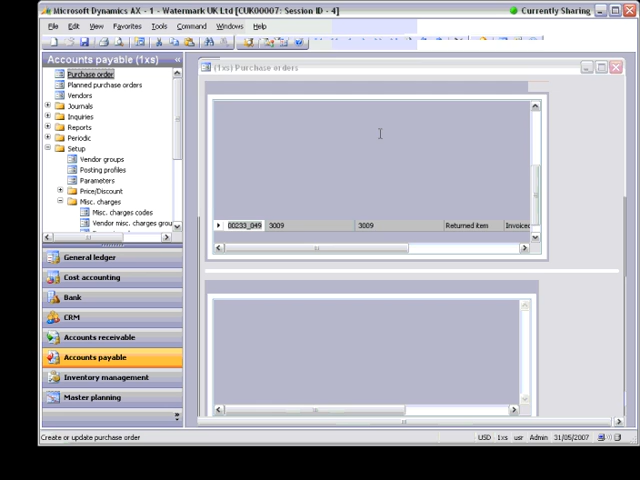 Microsoft Dynamics AX - 1 - Watermark UK Ltd [CUK00007: Session ID - 4]
Currently Sharing
File Edit View Favorites Tools Command Windows Help
Accounts payable (1xs)
(1xs) Purchase orders
Purchase order
Planned purchase orders
Vendors
Journals
Inquiries
Reports
Periodic
Setup
Vendor groups
Posting profiles
Parameters
Price/Discount
Misc. charges
Misc. charges codes
Vendor misc. charges grou
00233_049 3009 3009 Returned item Invoiced
General ledger
Cost accounting
Bank
CRM
Accounts receivable
Accounts payable
Inventory management
Master planning
Create or update purchase order
USD 1xs usr Admin 31/05/2007